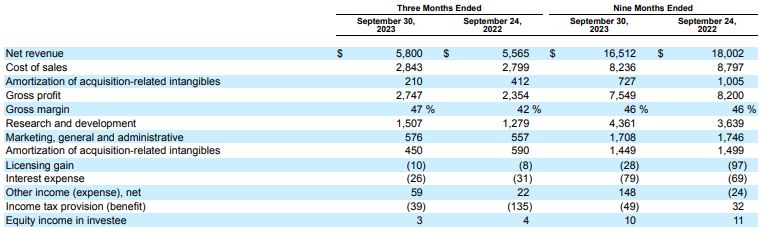 Three Months Ended Nine Months Ended
September 30, 2023 September 24, 2022 September 30, 2023 September 24, 2022
Net revenue $ 5,800 $ 5,565 $ 16,512 $ 18,002
Cost of sales 2,843 2,799 8,236 8,797
Amortization of acquisition-related intangibles 210 412 727 1,005
Gross profit 2,747 2,354 7,549 8,200
Gross margin 47 % 42 % 46 % 46 %
Research and development 1,507 1,279 4,361 3,639
Marketing, general and administrative 576 557 1,708 1,746
Amortization of acquisition-related intangibles 450 590 1,449 1,499
Licensing gain (10) (8) (28) (97)
Interest expense (26) (31) (79) (69)
Other income (expense), net 59 22 148 (24)
Income tax provision (benefit) (39) (135) (49) 32
Equity income in investee 3 4 10 11